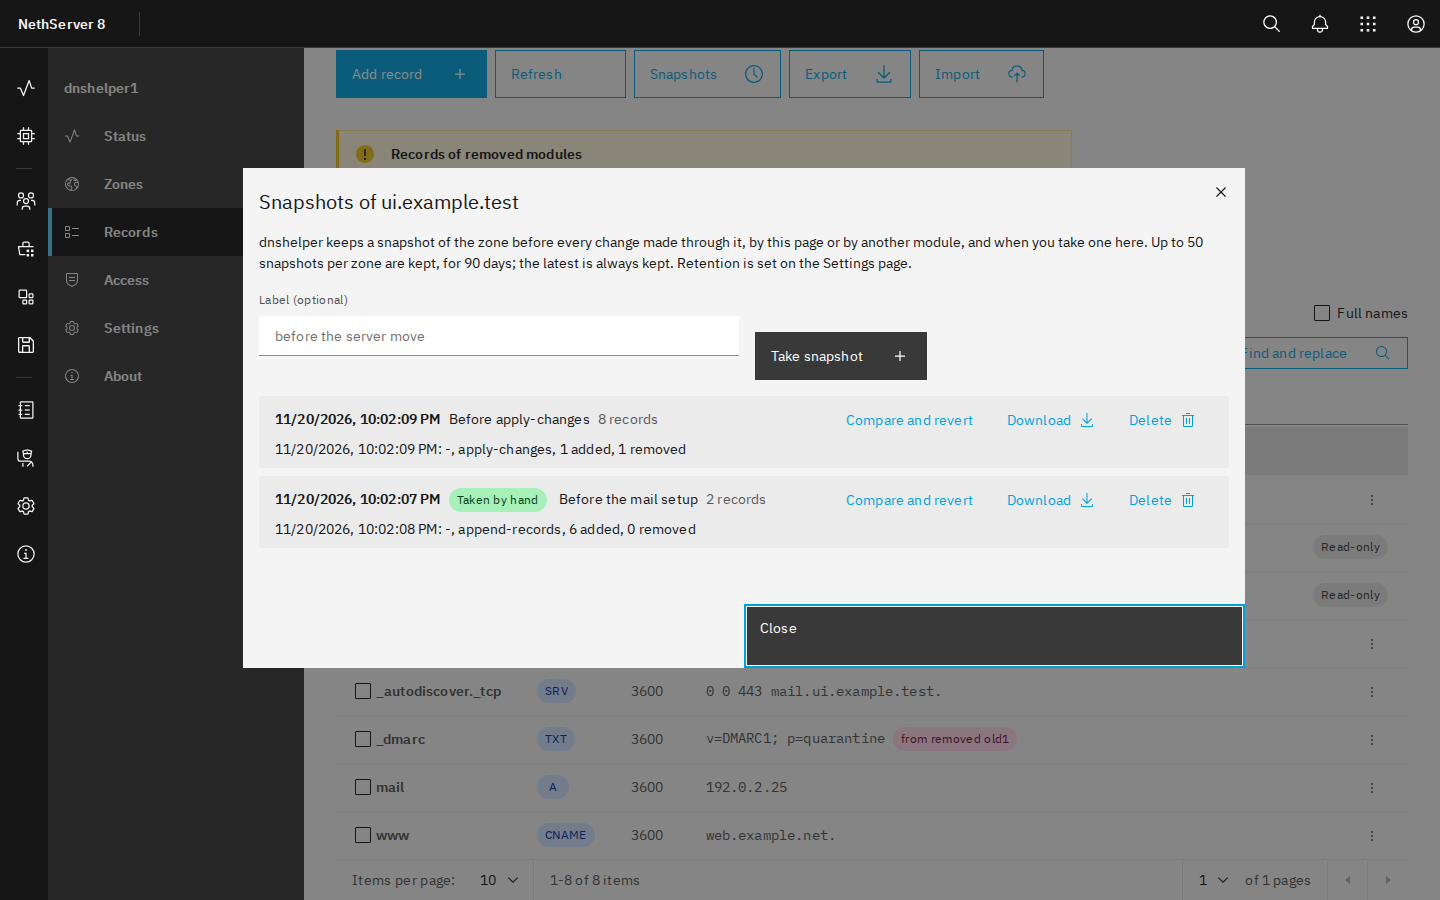 NethServer 8
dnshelper1
Status
Zones
Records
Access
Settings
About
Add record
Refresh
Snapshots
Export
Import
Records of removed modules
Snapshots of ui.example.test
dnshelper keeps a snapshot of the zone before every change made through it, by this page or by another module, and when you take one here. Up to 50
snapshots per zone are kept, for 90 days; the latest is always kept. Retention is set on the Settings page.
Label (optional)
before the server move
Take snapshot
11/20/2026, 10:02:09 PM Before apply-changes 8 records
Compare and revert Download Delete
11/20/2026, 10:02:09 PM: -, apply-changes, 1 added, 1 removed
11/20/2026, 10:02:07 PM Taken by hand Before the mail setup 2 records
Compare and revert Download Delete
11/20/2026, 10:02:08 PM: -, append-records, 6 added, 0 removed
Close
Full names
Find and replace
Read-only
Read-only
_autodiscover._tcp SRV 3600 0 0 443 mail.ui.example.test.
_dmarc TXT 3600 v=DMARC1; p=quarantine from removed old1
mail A 3600 192.0.2.25
www CNAME 3600 web.example.net.
Items per page: 10 1-8 of 8 items
1 of 1 pages